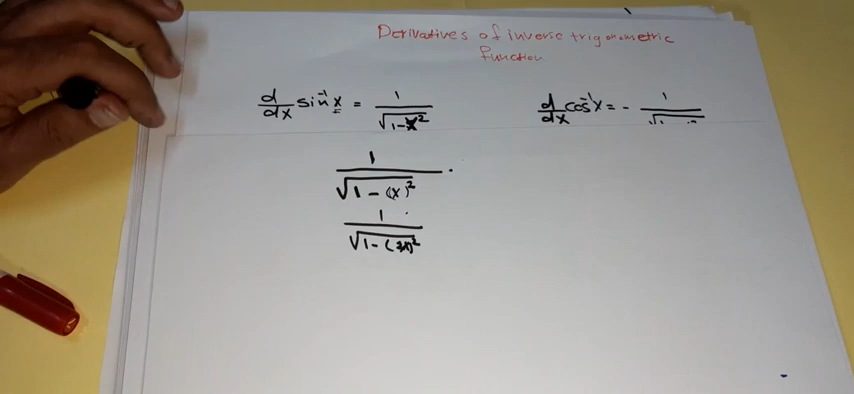 Derivatives of inverse trigonometric
function
d/dx sin⁻¹x = 1/√(1-x²)
d/dx cos⁻¹x = - 1/√
1/√(1-(x)²) .
1/√(1-(3x)²)